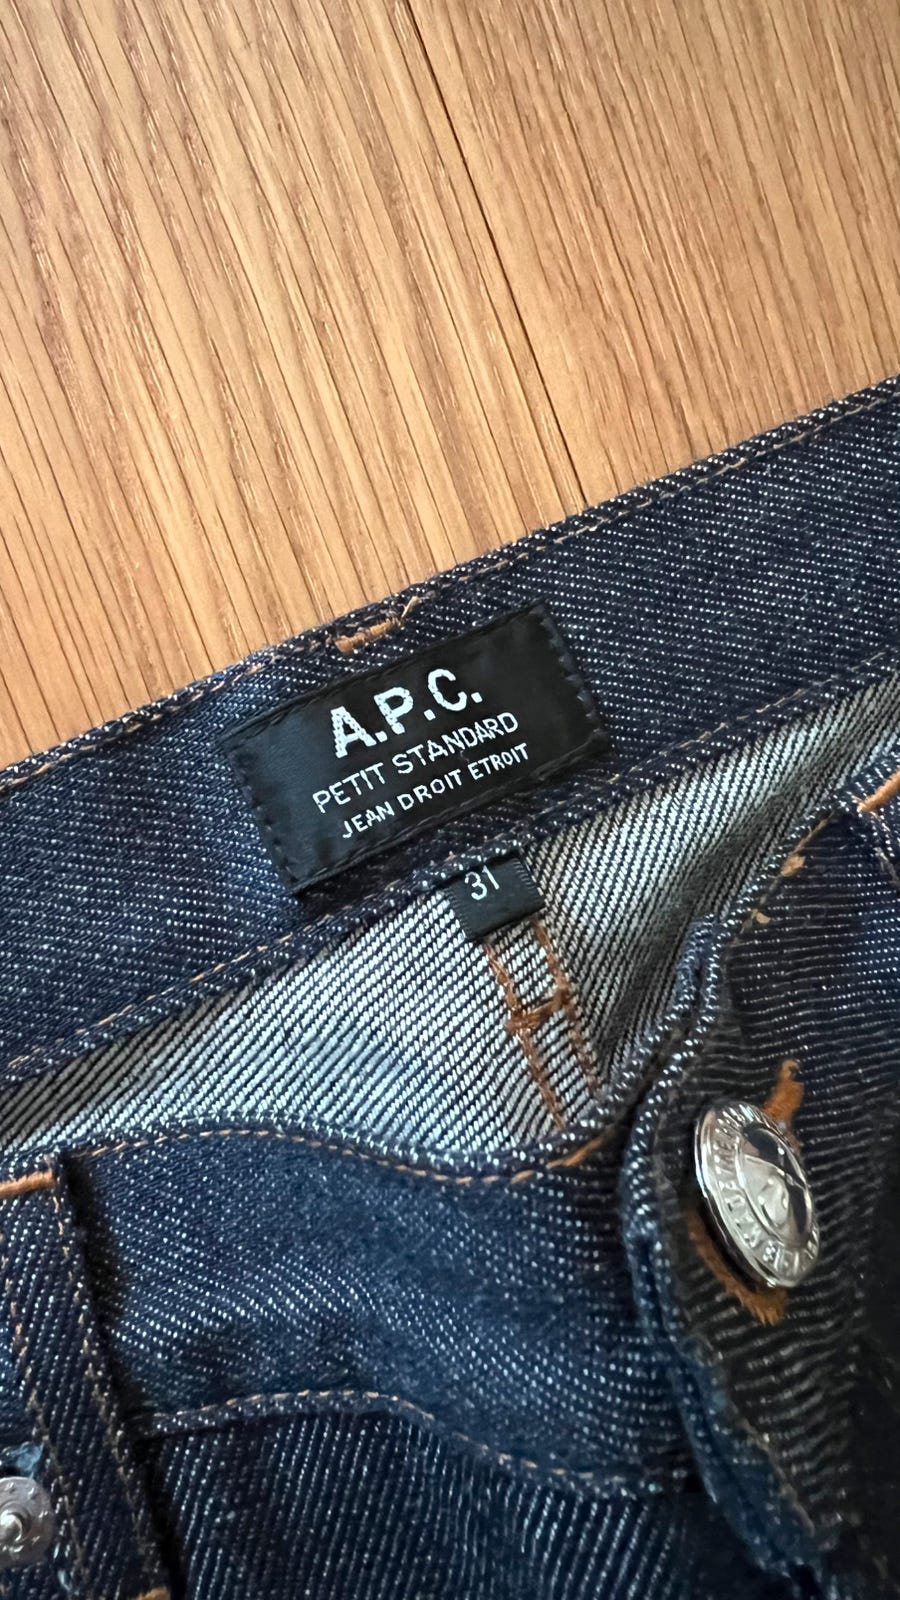 A.P.C.
PETIT STANDARD
JEAN DROIT ETROIT
31